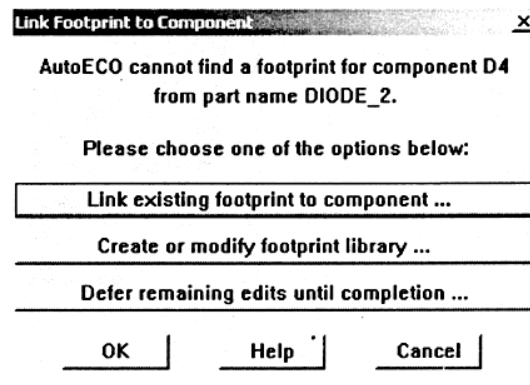 Link Footprint to Component
AutoECO cannot find a footprint for component D4
from part name DIODE_2.
Please choose one of the options below:
Link existing footprint to component ...
Create or modify footprint library ...
Defer remaining edits until completion ...
OK Help Cancel